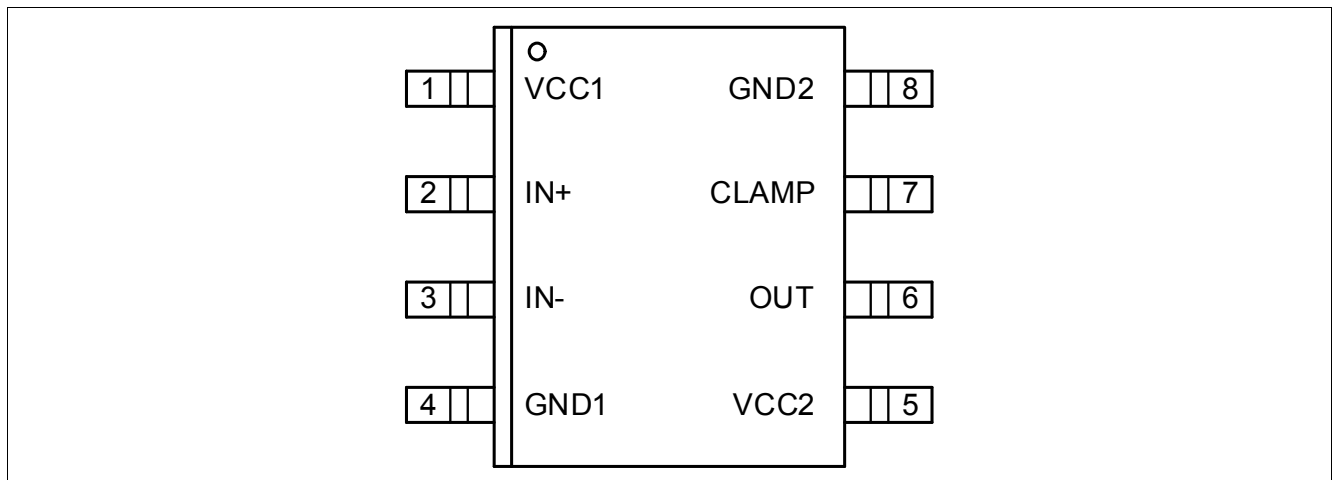 1 VCC1 GND2 8
2 IN+ CLAMP 7
3 IN- OUT 6
4 GND1 VCC2 5